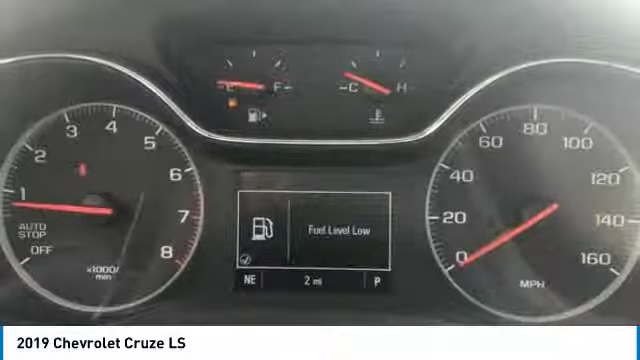 E F
C H
1 2 3 4 5 6 7 8
AUTO
STOP
OFF
x1000/
min
Fuel Level Low
NE 2 mi P
0 20 40 60 80 100 120 140 160
MPH
2019 Chevrolet Cruze LS